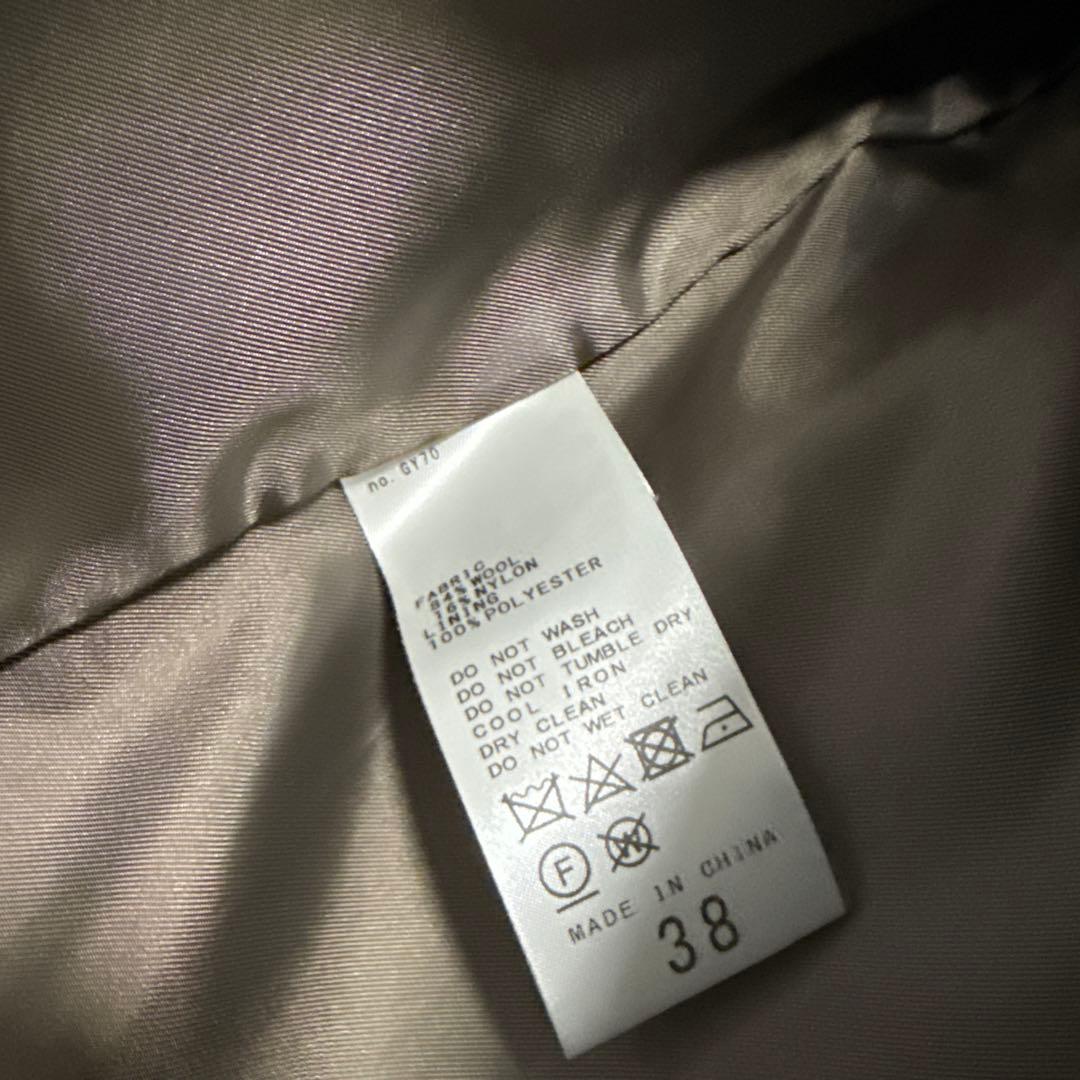 no. GY70
FABRIC
84%WOOL
16%NYLON
LINING
100%POLYESTER
DO NOT WASH
DO NOT BLEACH
DO NOT TUMBLE DRY
COOL IRON
DRY CLEAN
DO NOT WET CLEAN
F W
MADE IN CHINA
38